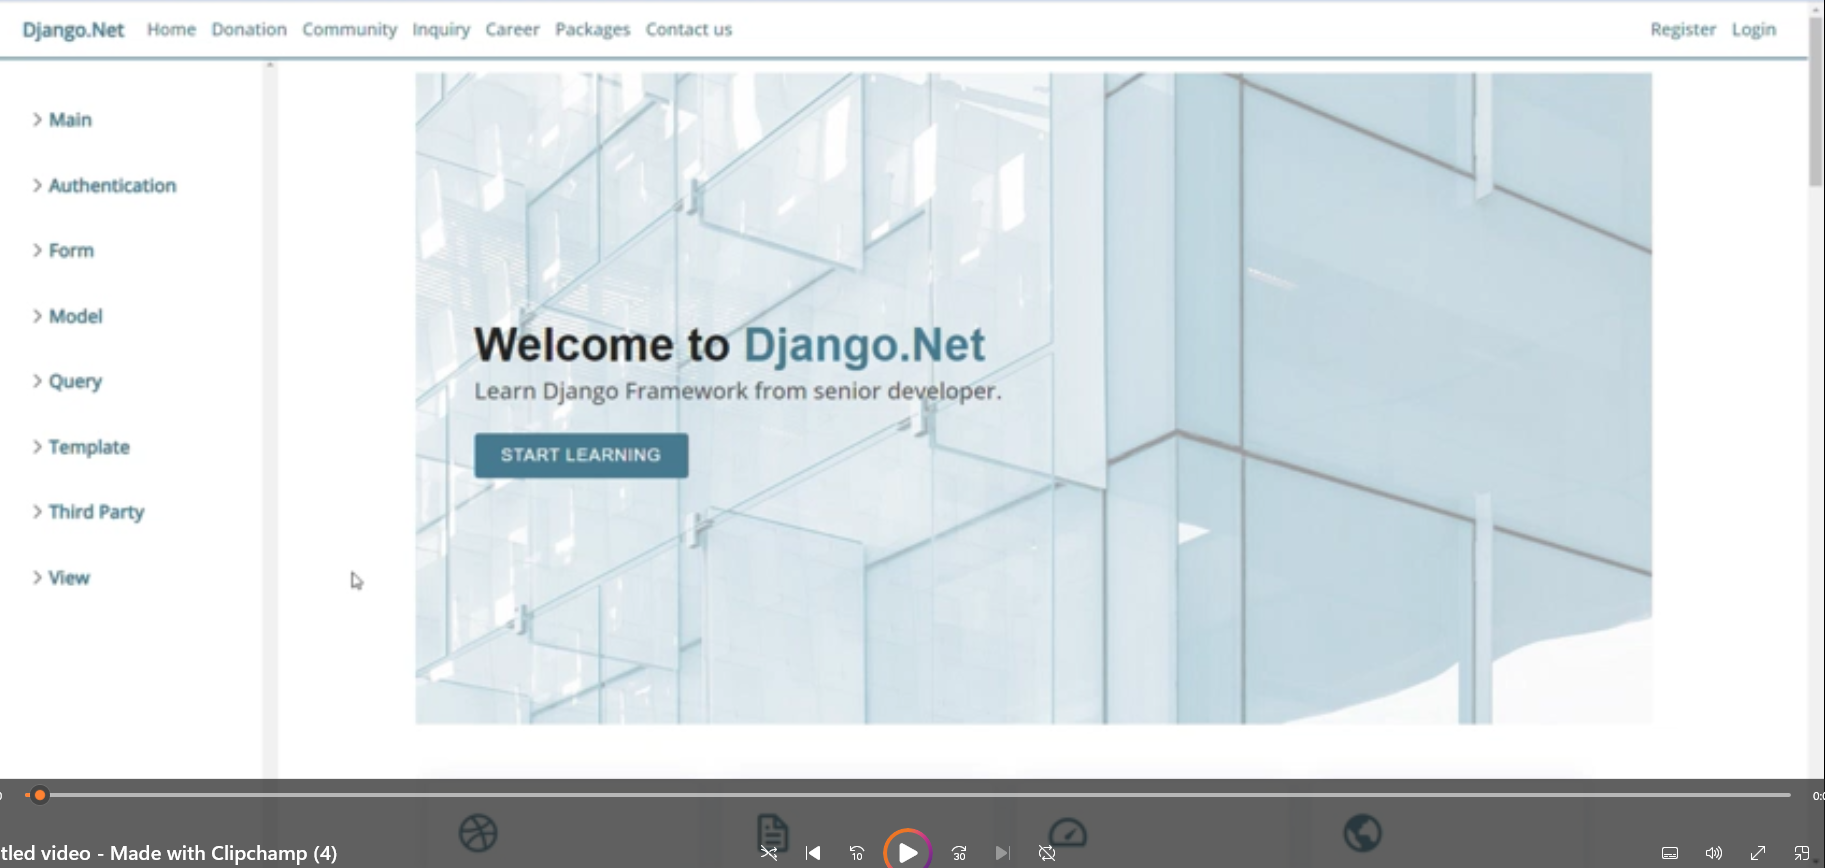 Django.Net Home Donation Community Inquiry Career Packages Contact us Register Login
Main
Authentication
Form
Model
Query
Template
Third Party
View
Welcome to Django.Net
Learn Django Framework from senior developer.
START LEARNING
tled video - Made with Clipchamp (4)
10
30